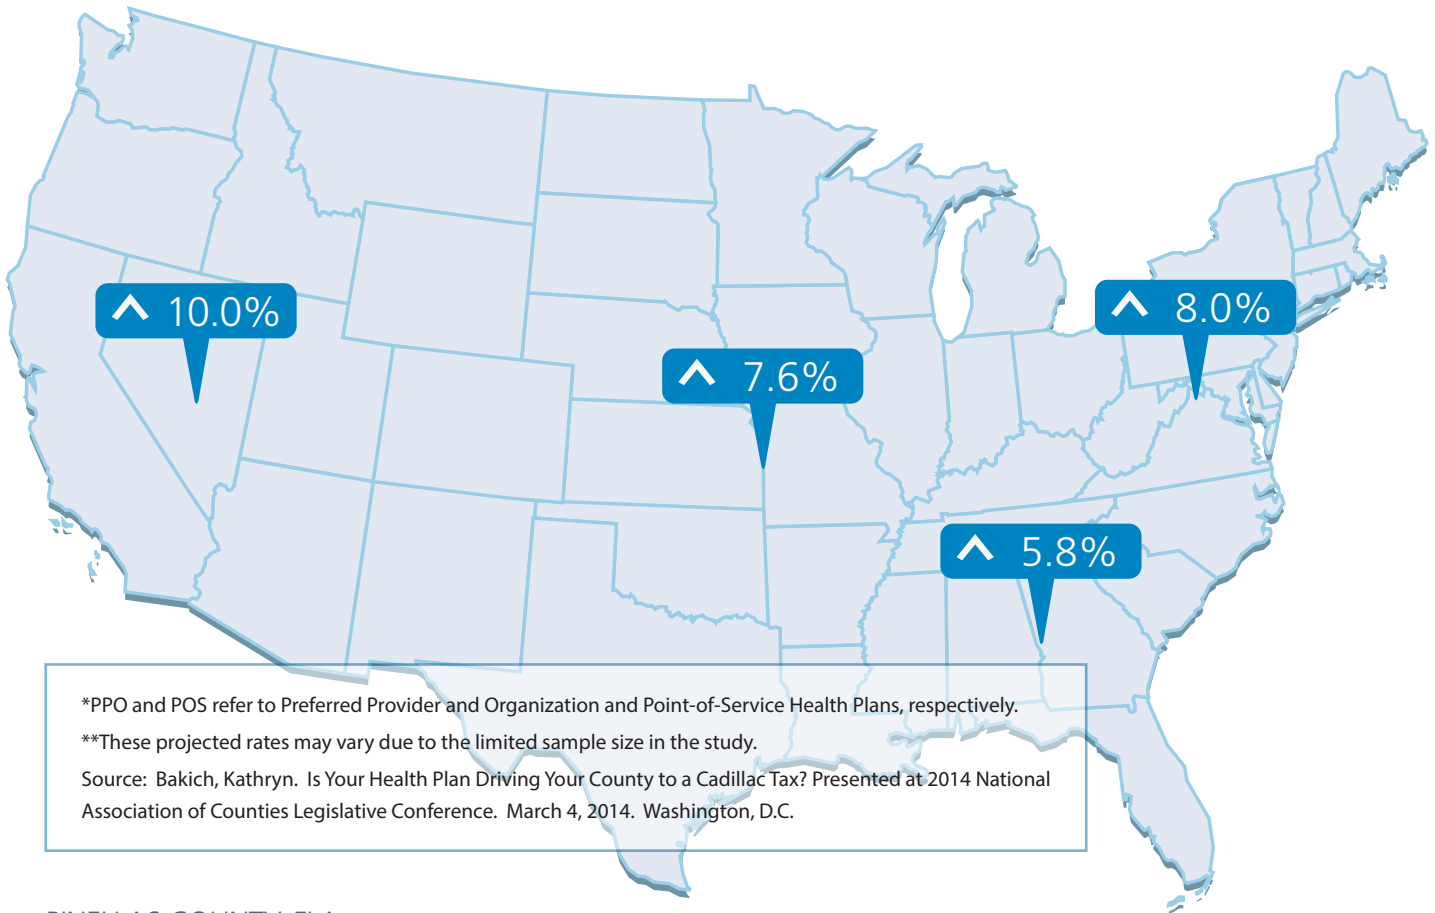 10.0%
8.0%
7.6%
5.8%
*PPO and POS refer to Preferred Provider and Organization and Point-of-Service Health Plans, respectively.
**These projected rates may vary due to the limited sample size in the study.
Source: Bakich, Kathryn. Is Your Health Plan Driving Your County to a Cadillac Tax? Presented at 2014 National
Association of Counties Legislative Conference. March 4, 2014. Washington, D.C.
PINELLAS COUNTY, FLA.